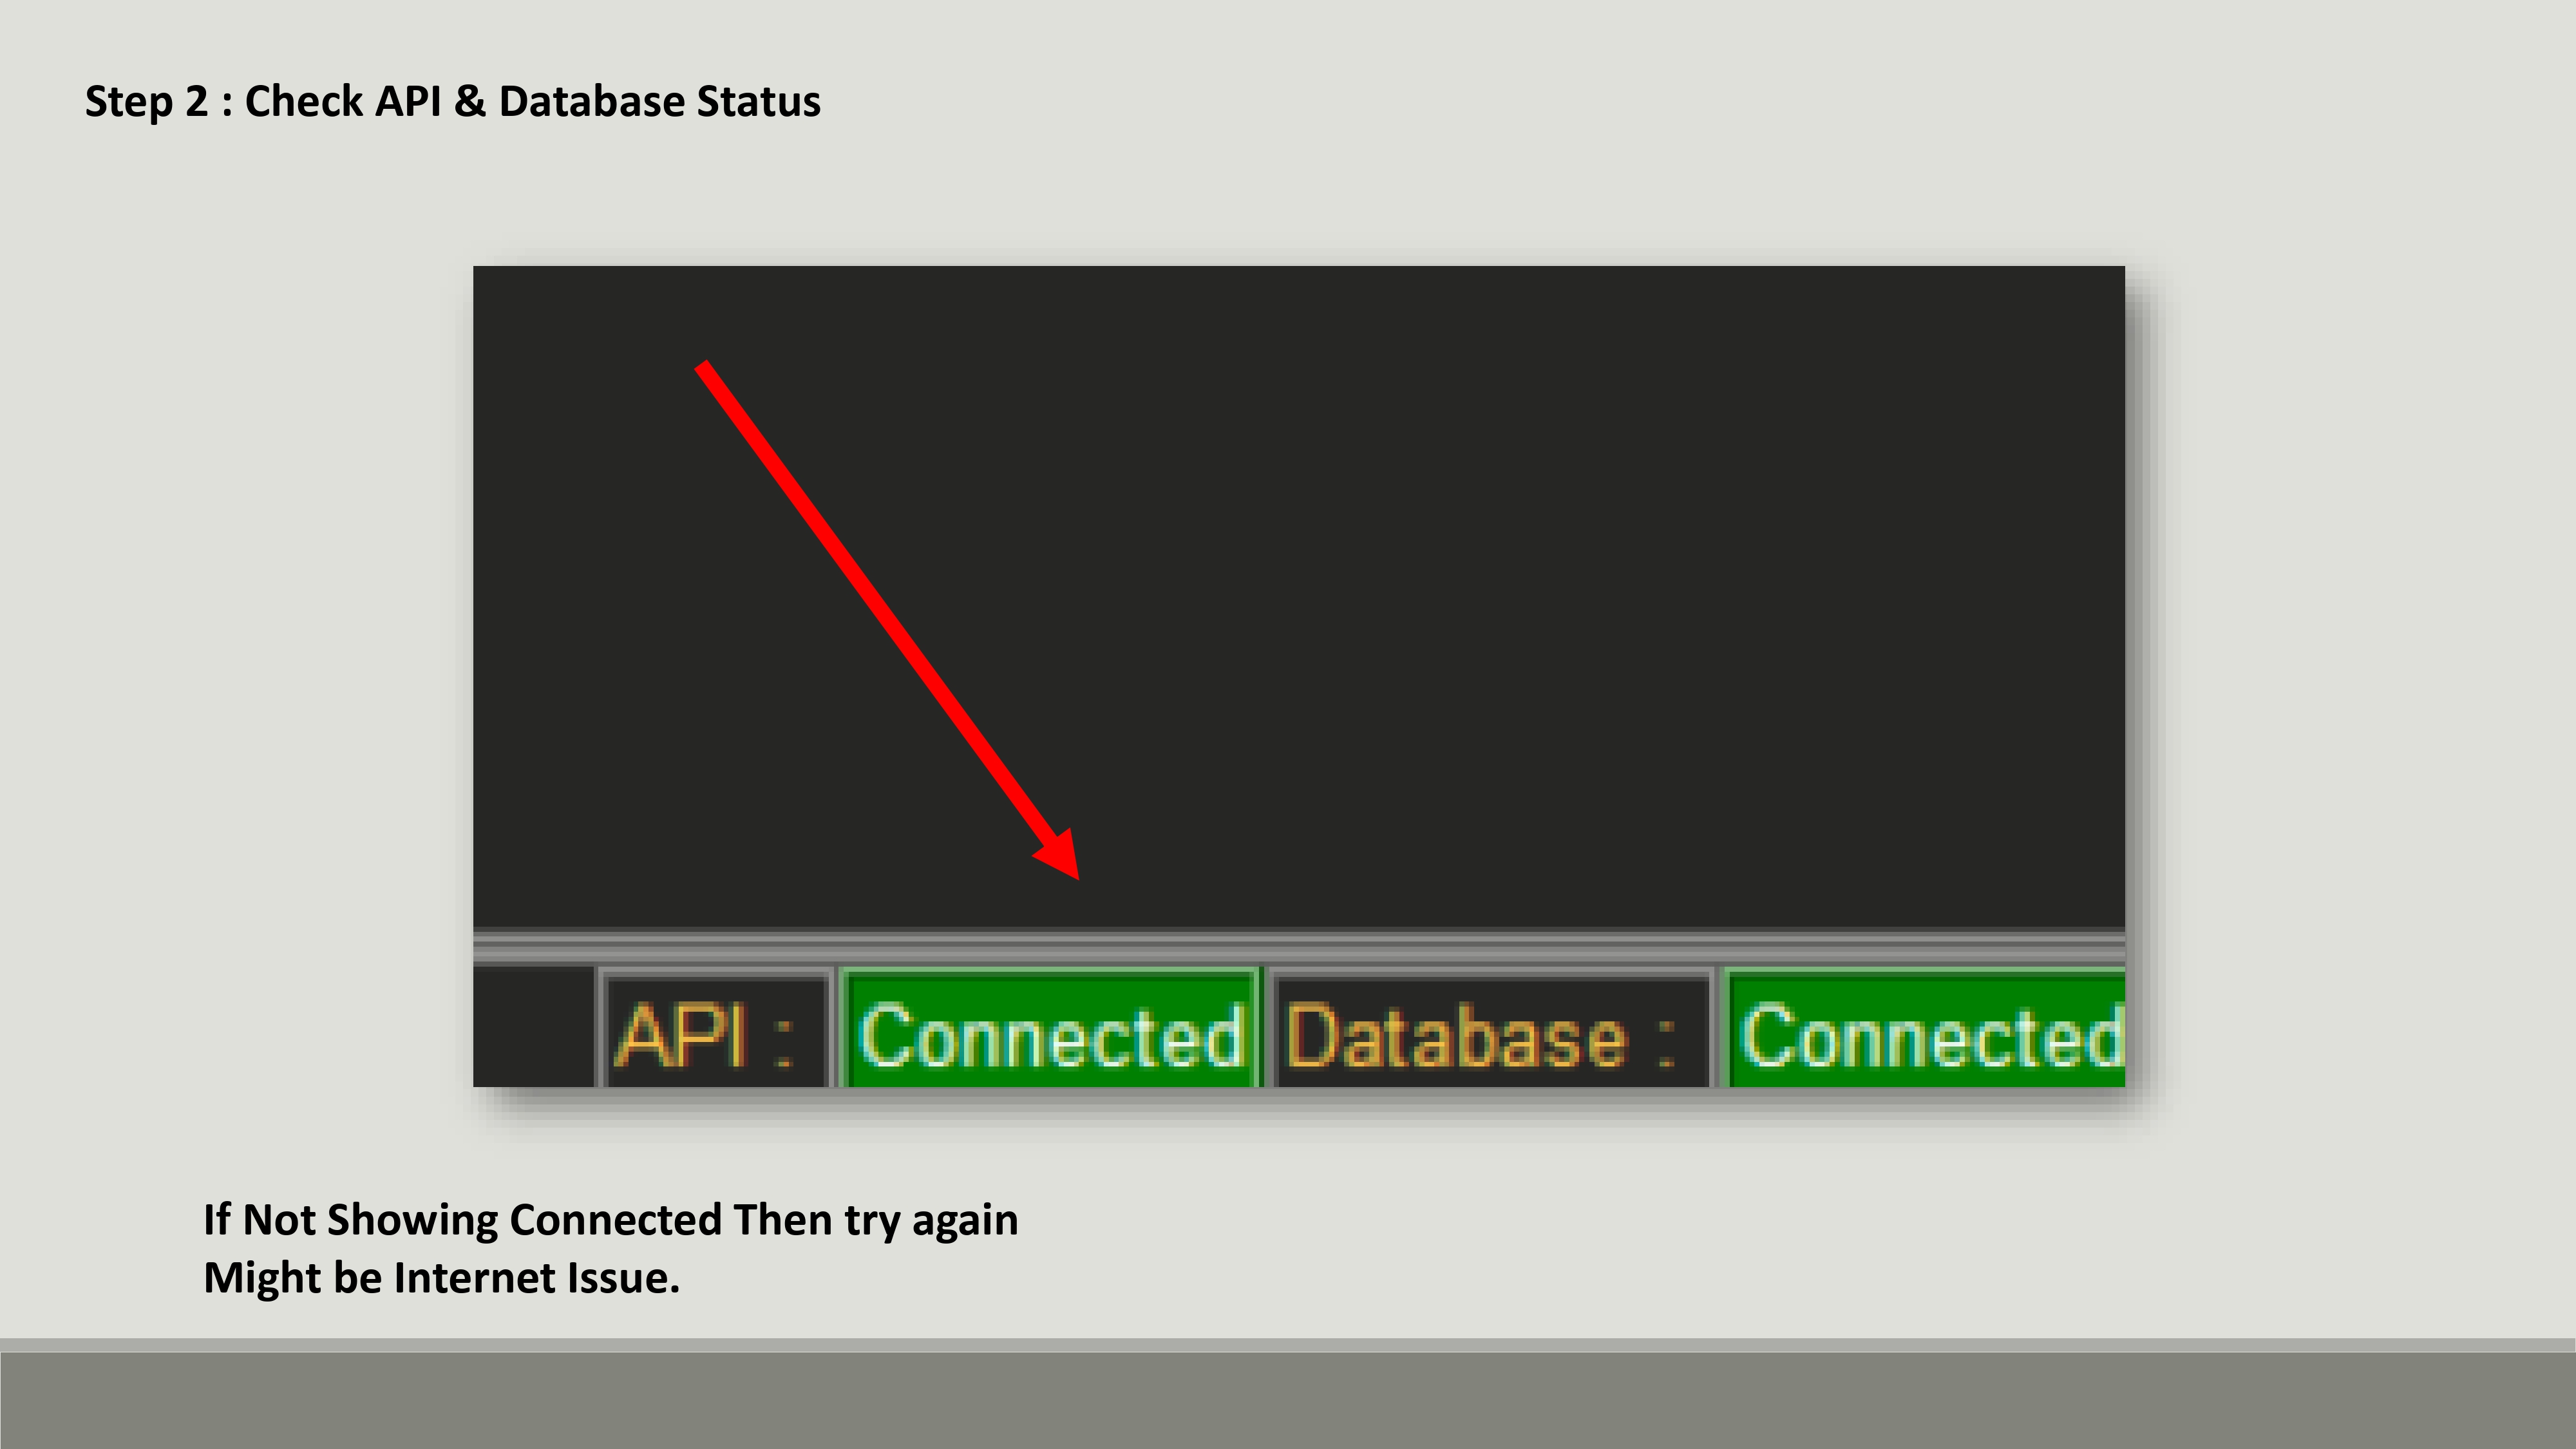 Step 2 : Check API & Database Status
API : Connected Database : Connected
If Not Showing Connected Then try again
Might be Internet Issue.